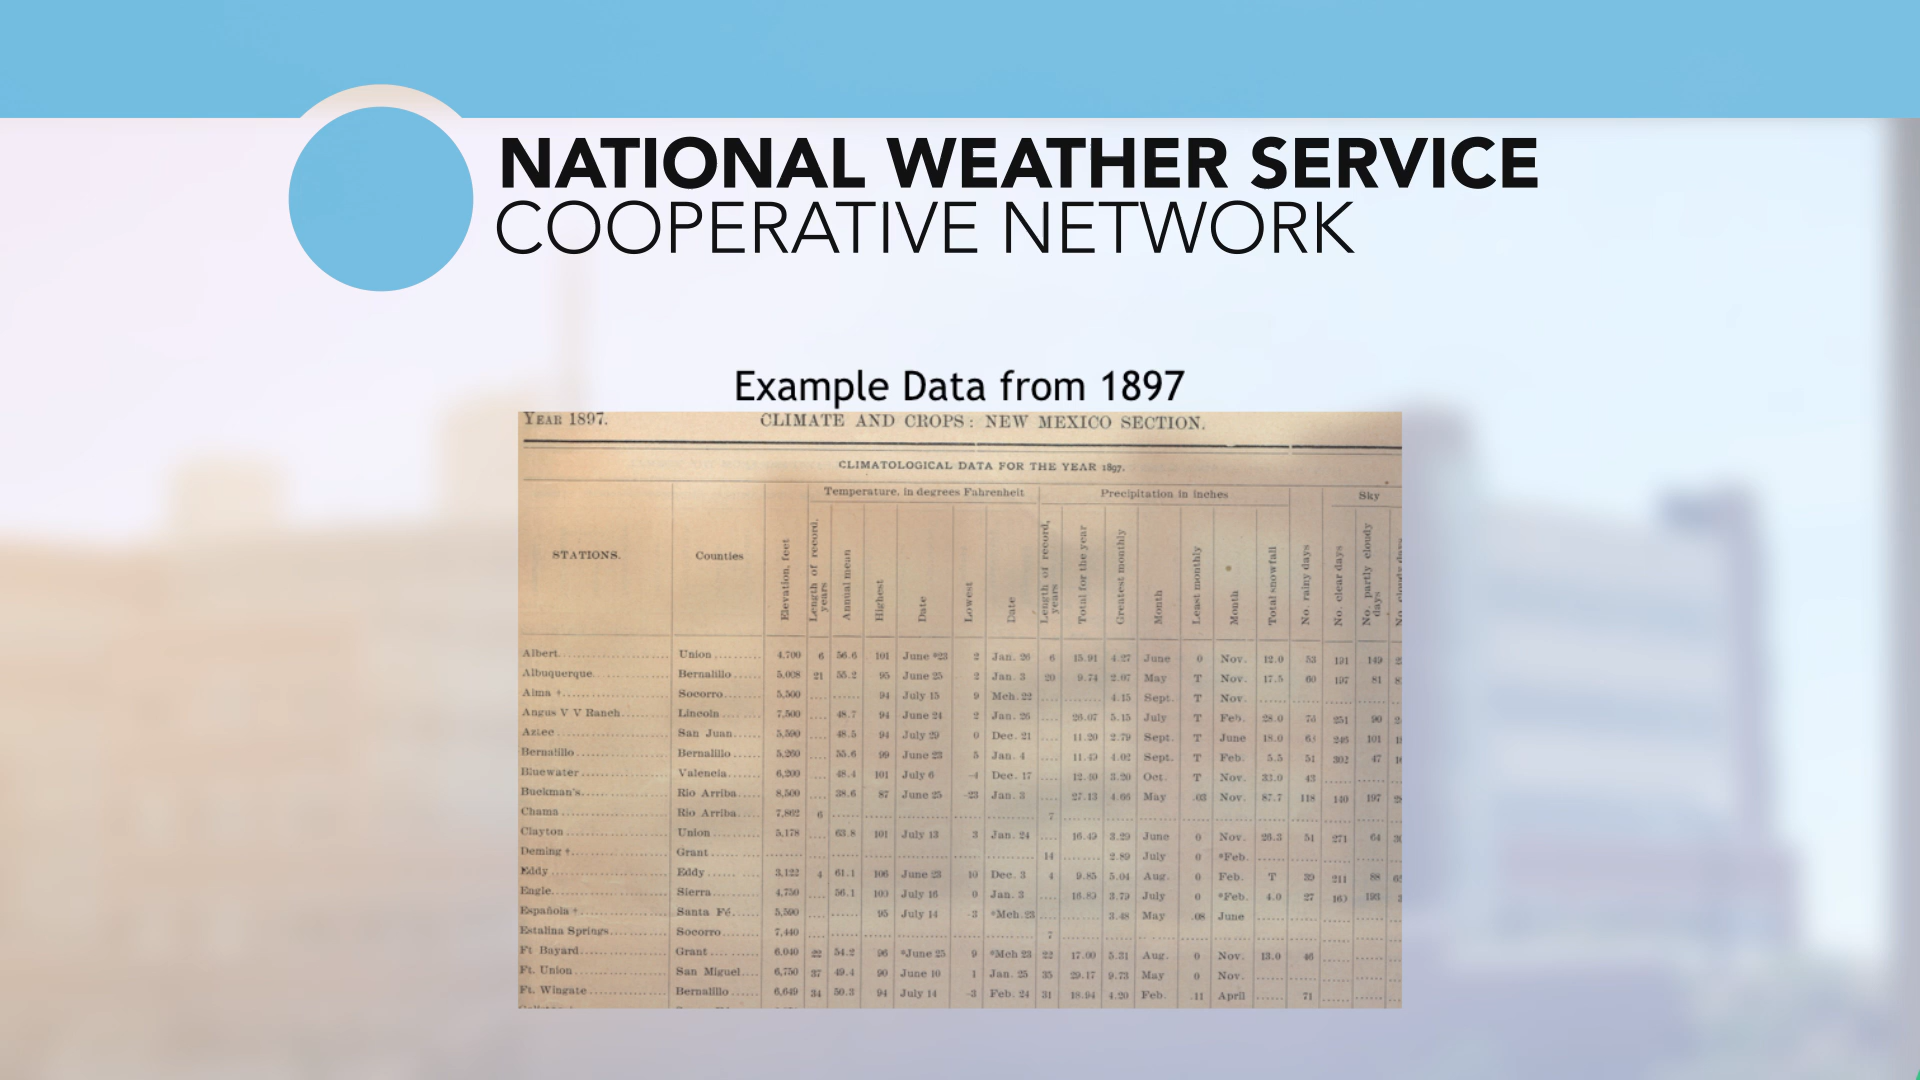 NATIONAL WEATHER SERVICE
COOPERATIVE NETWORK
Example Data from 1897
YEAR 1897. CLIMATE AND CROPS: NEW MEXICO SECTION.
CLIMATOLOGICAL DATA FOR THE YEAR 1897.
Temperature, in degrees Fahrenheit Precipitation in inches Sky
STATIONS. Counties Elevation, feet Length of record, years Annual mean Highest Date Lowest Date Length of record, years Total for the year Greatest monthly Month Least monthly Month Total snowfall No. rainy days No. clear days No. partly cloudy days
Albert Union 4,700 6 56.6 101 June *23 2 Jan. 26 6 15.91 4.27 June 0 Nov. 12.0 53 191 149
Albuquerque Bernalillo 5,008 21 55.2 95 June 25 2 Jan. 3 20 9.74 2.07 May T Nov. 17.5 60 197 81
Alma † Socorro 5,500 94 July 15 9 Mch. 22 4.15 Sept. T Nov.
Angus V V Ranch Lincoln 7,500 48.7 94 June 24 2 Jan. 26 26.07 5.15 July T Feb. 28.0 251 90
Aztec San Juan 5,590 48.5 94 July 29 0 Dec. 21 11.20 2.79 Sept. T June 18.0 246 101
Bernalillo Bernalillo 5,260 55.6 99 June 23 5 Jan. 4 11.49 4.02 Sept. T Feb. 5.5 51 302 47
Bluewater Valencia 6,200 48.4 101 July 6 -4 Dec. 17 12.40 3.20 Oct. T Nov. 33.0 43
Buckman's Rio Arriba 8,500 38.6 87 June 25 -23 Jan. 3 27.13 4.66 May .03 Nov. 87.7 118 140 197
Chama Rio Arriba 7,862 6 7
Clayton Union 5,178 63.8 101 July 13 3 Jan. 24 16.49 3.29 June 0 Nov. 26.3 51 271 64
Deming † Grant 14 2.89 July 0 *Feb.
Eddy Eddy 3,122 4 61.1 106 June 23 10 Dec. 3 4 9.85 5.04 Aug. 0 Feb. T 39 211 88
Engle Sierra 4,750 56.1 100 July 16 0 Jan. 3 16.89 3.79 July 0 *Feb. 4.0 27 193
Española † Santa Fé 5,590 95 July 14 -3 *Mch. 23 3.48 May .08 June
Estalina Springs Socorro 7,440 7
Ft Bayard Grant 6,040 22 54.2 96 *June 25 9 *Mch 23 22 17.00 5.31 Aug. 0 Nov. 13.0 46
Ft. Union San Miguel 6,750 37 49.4 90 June 10 1 Jan. 25 35 29.17 9.73 May 0 Nov.
Ft. Wingate Bernalillo 6,649 34 50.3 94 July 14 -3 Feb. 24 31 18.94 4.20 Feb. .11 April 71